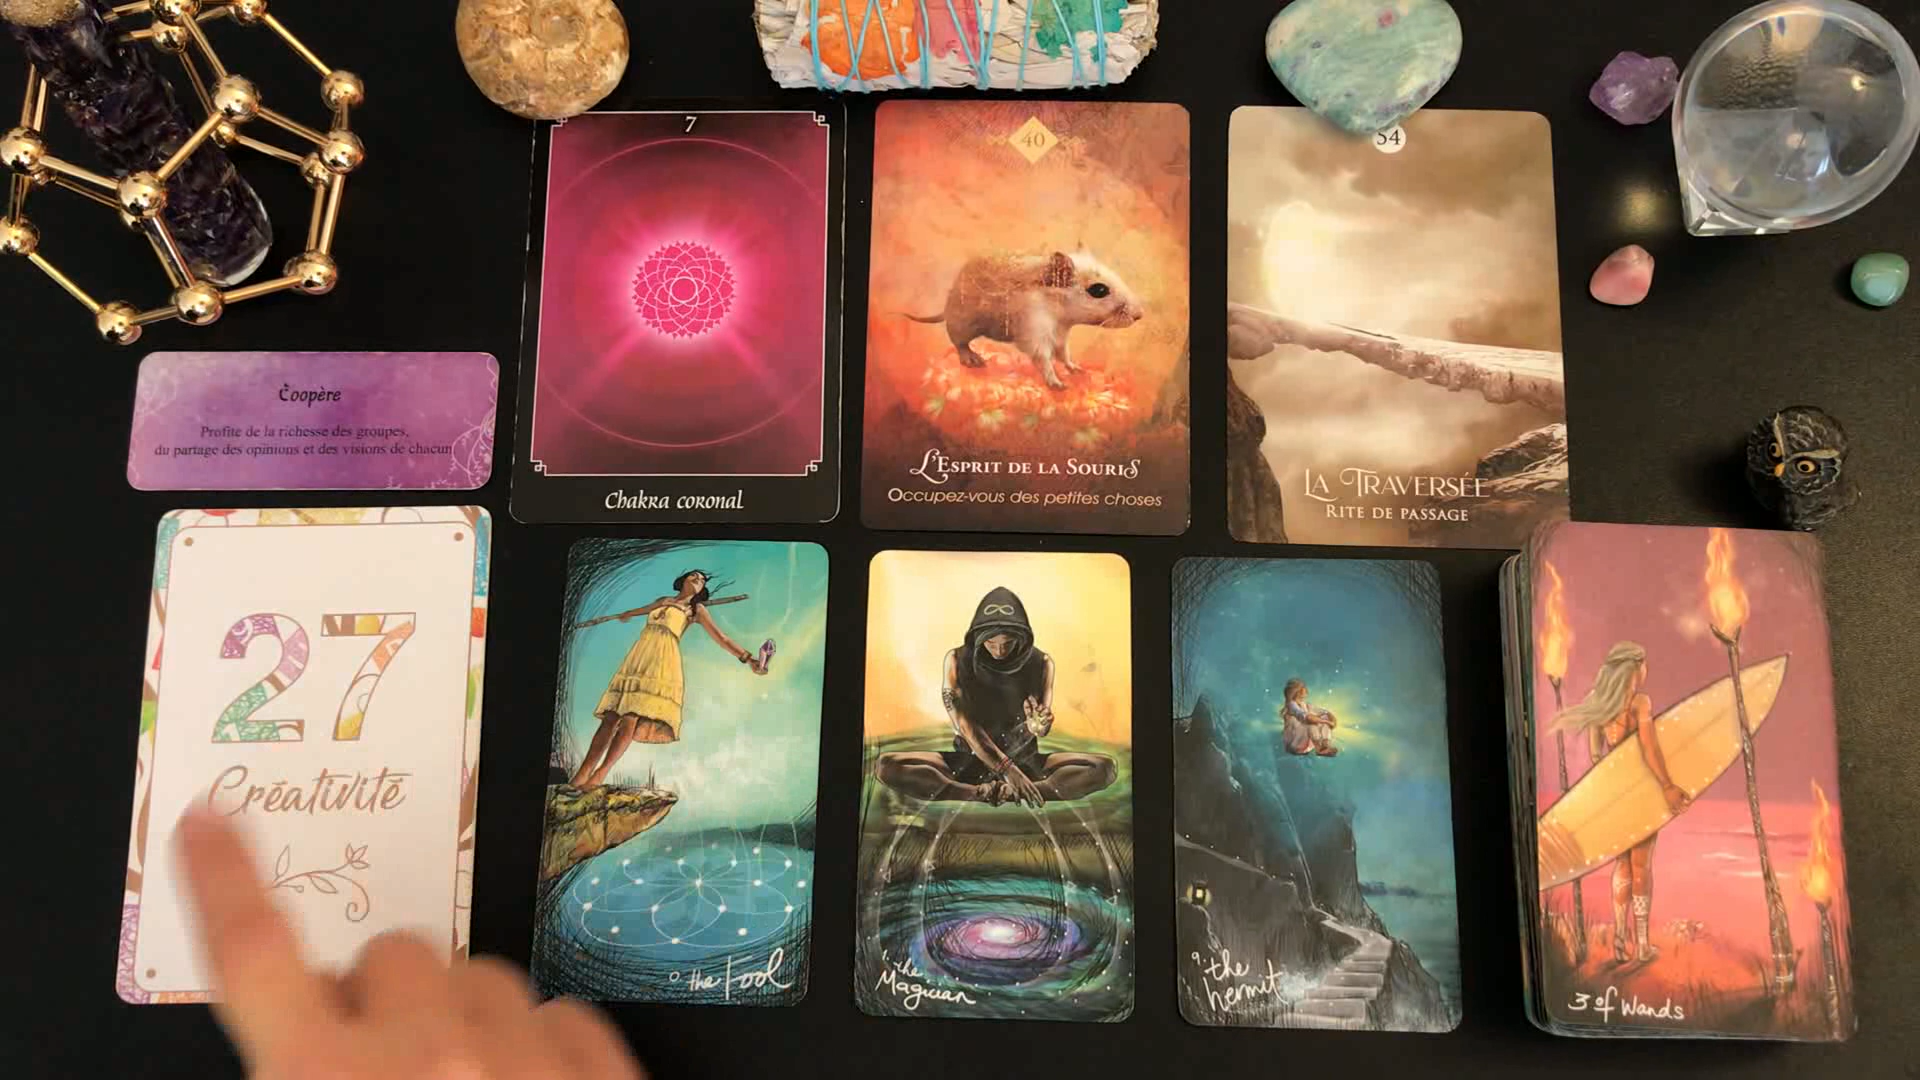 7
Chakra coronal
40
L'Esprit de la Souris
Occupez-vous des petites choses
54
La Traversée
Rite de passage
Coopère
Profite de la richesse des groupes,
du partage des opinions et des visions de chacun
27
Créativité
0 the Fool
1. the
Magician
9. the
hermit
3 of Wands